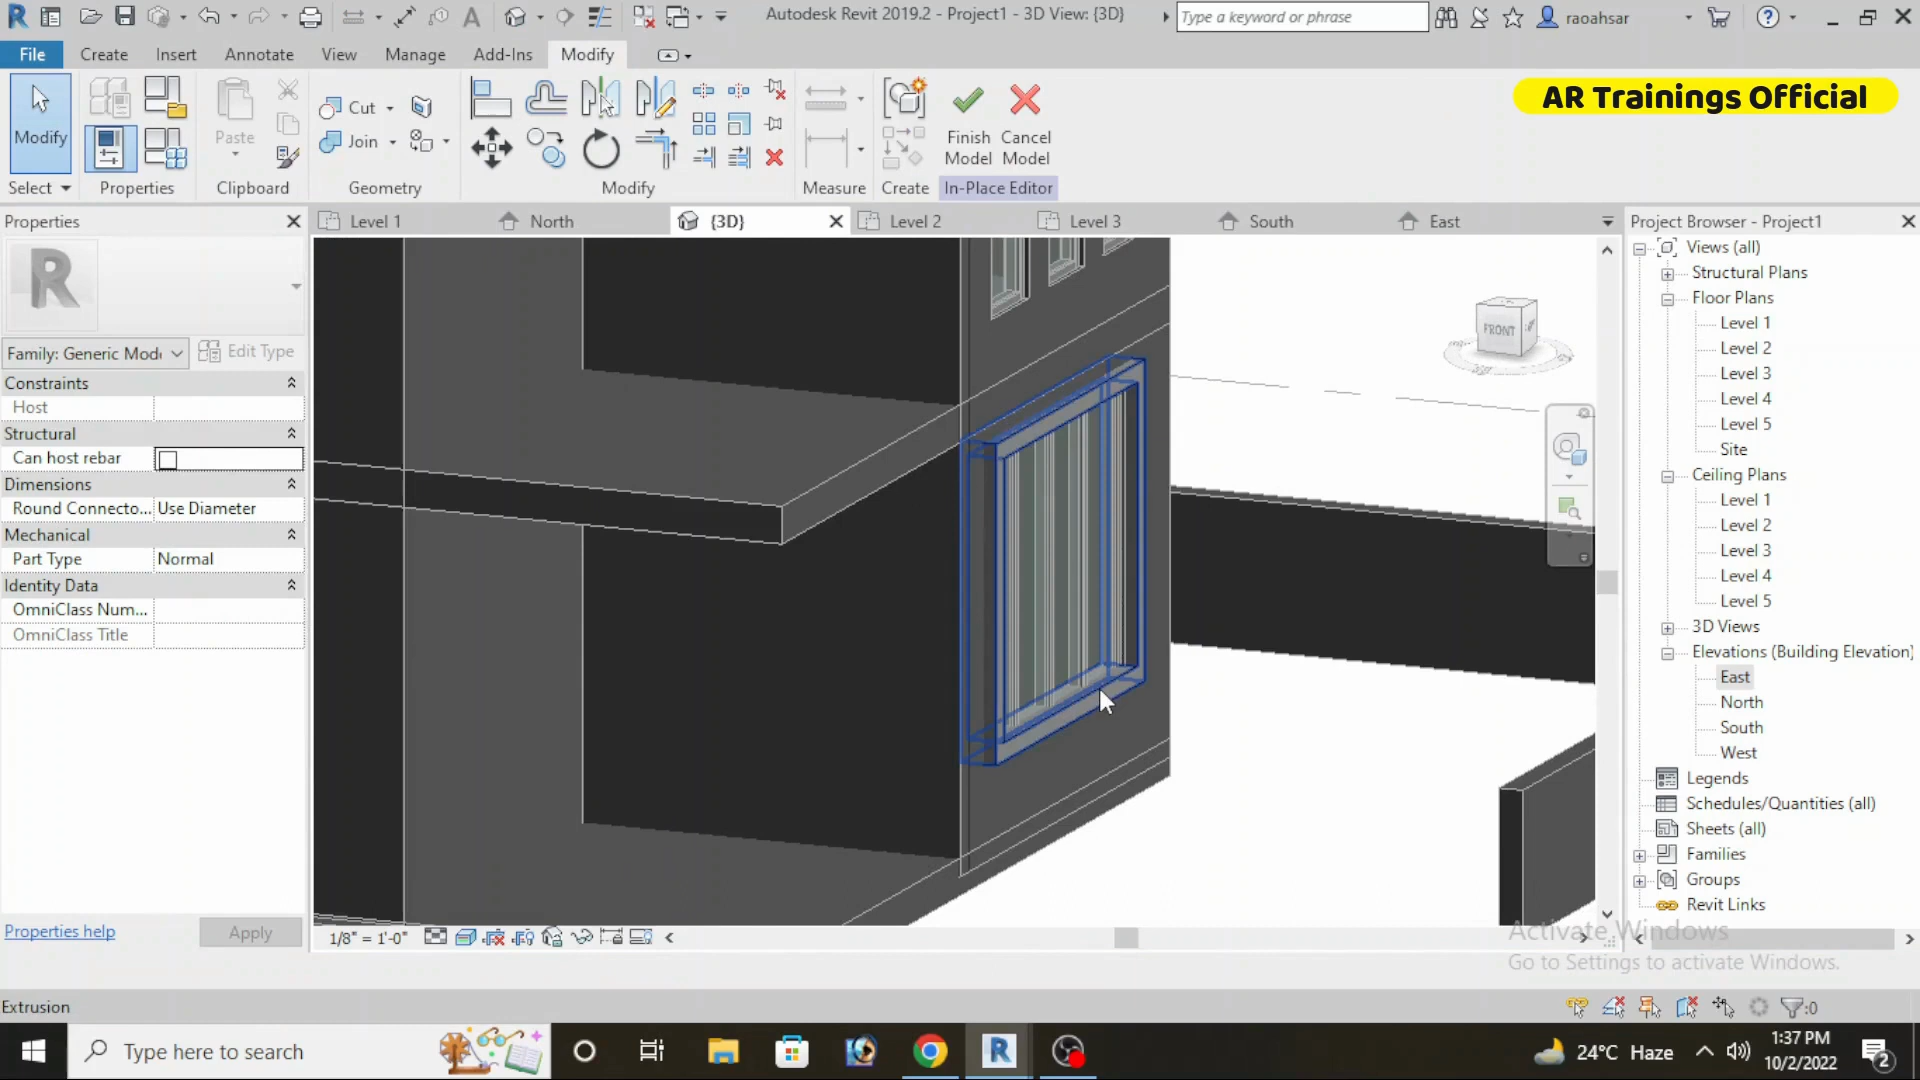 Autodesk Revit 2019.2 - Project1 - 3D View: {3D}
Type a keyword or phrase
raoahsar
File
Create
Insert
Annotate
View
Manage
Add-Ins
Modify
Modify
Paste
Cut
Join
Finish
Model
Cancel
Model
AR Trainings Official
Select
Properties
Clipboard
Geometry
Modify
Measure
Create
In-Place Editor
Properties
Level 1
North
{3D}
Level 2
Level 3
South
East
Project Browser - Project1
R
Family: Generic Mode
Edit Type
Constraints
Host
Structural
Can host rebar
Dimensions
Round Connecto... Use Diameter
Mechanical
Part Type Normal
Identity Data
OmniClass Num...
OmniClass Title
Properties help
Apply
FRONT
Views (all)
Structural Plans
Floor Plans
Level 1
Level 2
Level 3
Level 4
Level 5
Site
Ceiling Plans
Level 1
Level 2
Level 3
Level 4
Level 5
3D Views
Elevations (Building Elevation)
East
North
South
West
Legends
Schedules/Quantities (all)
Sheets (all)
Families
Groups
Revit Links
1/8" = 1'-0"
Activate Windows
Go to Settings to activate Windows.
Extrusion
:0
Type here to search
24°C Haze
1:37 PM
10/2/2022
2